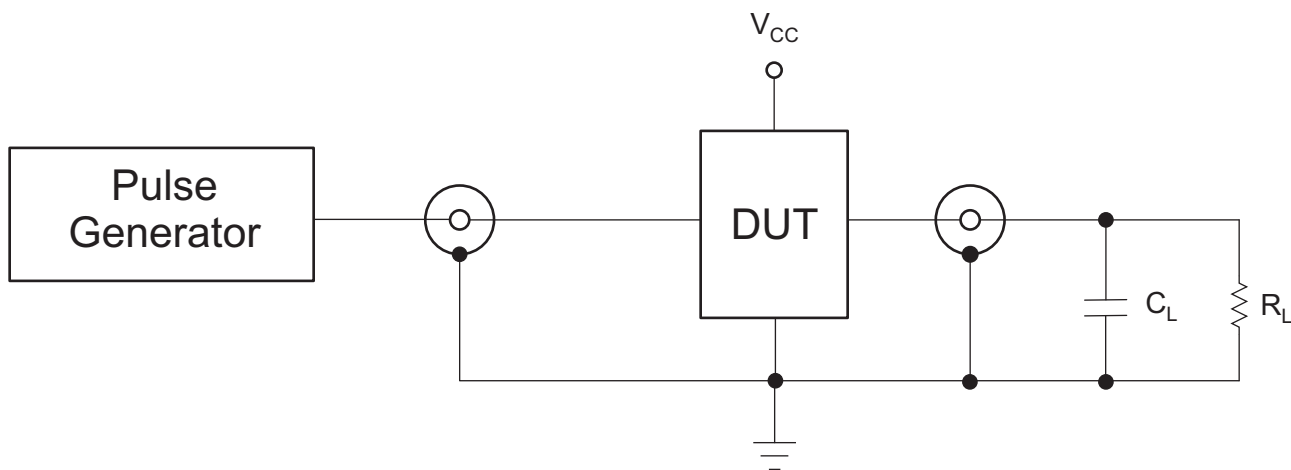 V_CC
Pulse
Generator
DUT
C_L
R_L